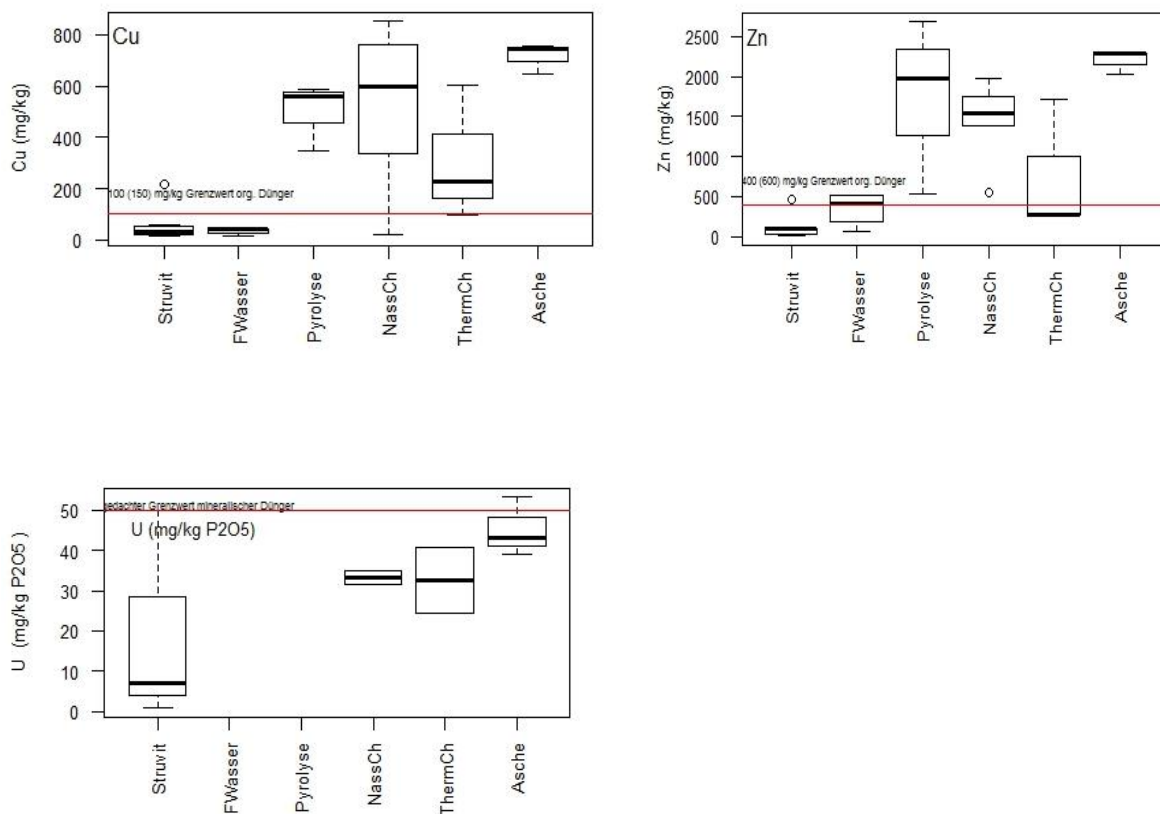 Cu
Cu (mg/kg)
800
600
400
200
0
100 (150) mg/kg Grenzwert org. Dünger
Struvit
FWasser
Pyrolyse
NassCh
ThermCh
Asche
Zn
Zn (mg/kg)
2500
2000
1500
1000
500
0
400 (600) mg/kg Grenzwert org. Dünger
Struvit
FWasser
Pyrolyse
NassCh
ThermCh
Asche
U (mg/kg P2O5 )
50
40
30
20
10
0
gedachter Grenzwert mineralischer Dünger
U (mg/kg P2O5)
Struvit
FWasser
Pyrolyse
NassCh
ThermCh
Asche